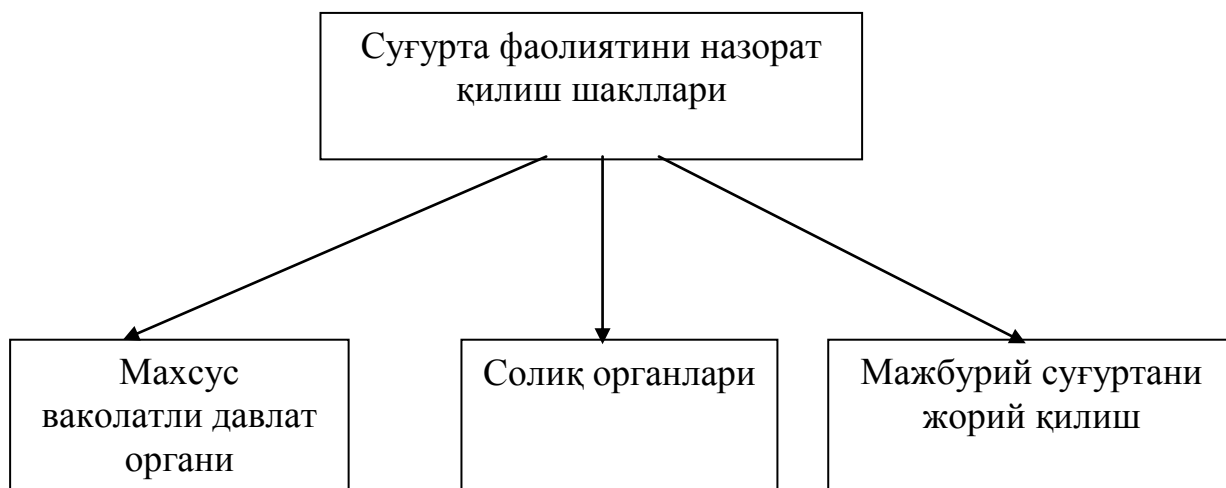 Суғурта фаолиятини назорат
қилиш шакллари
Махсус
ваколатли давлат
органи
Солиқ органлари
Мажбурий суғуртани
жорий қилиш